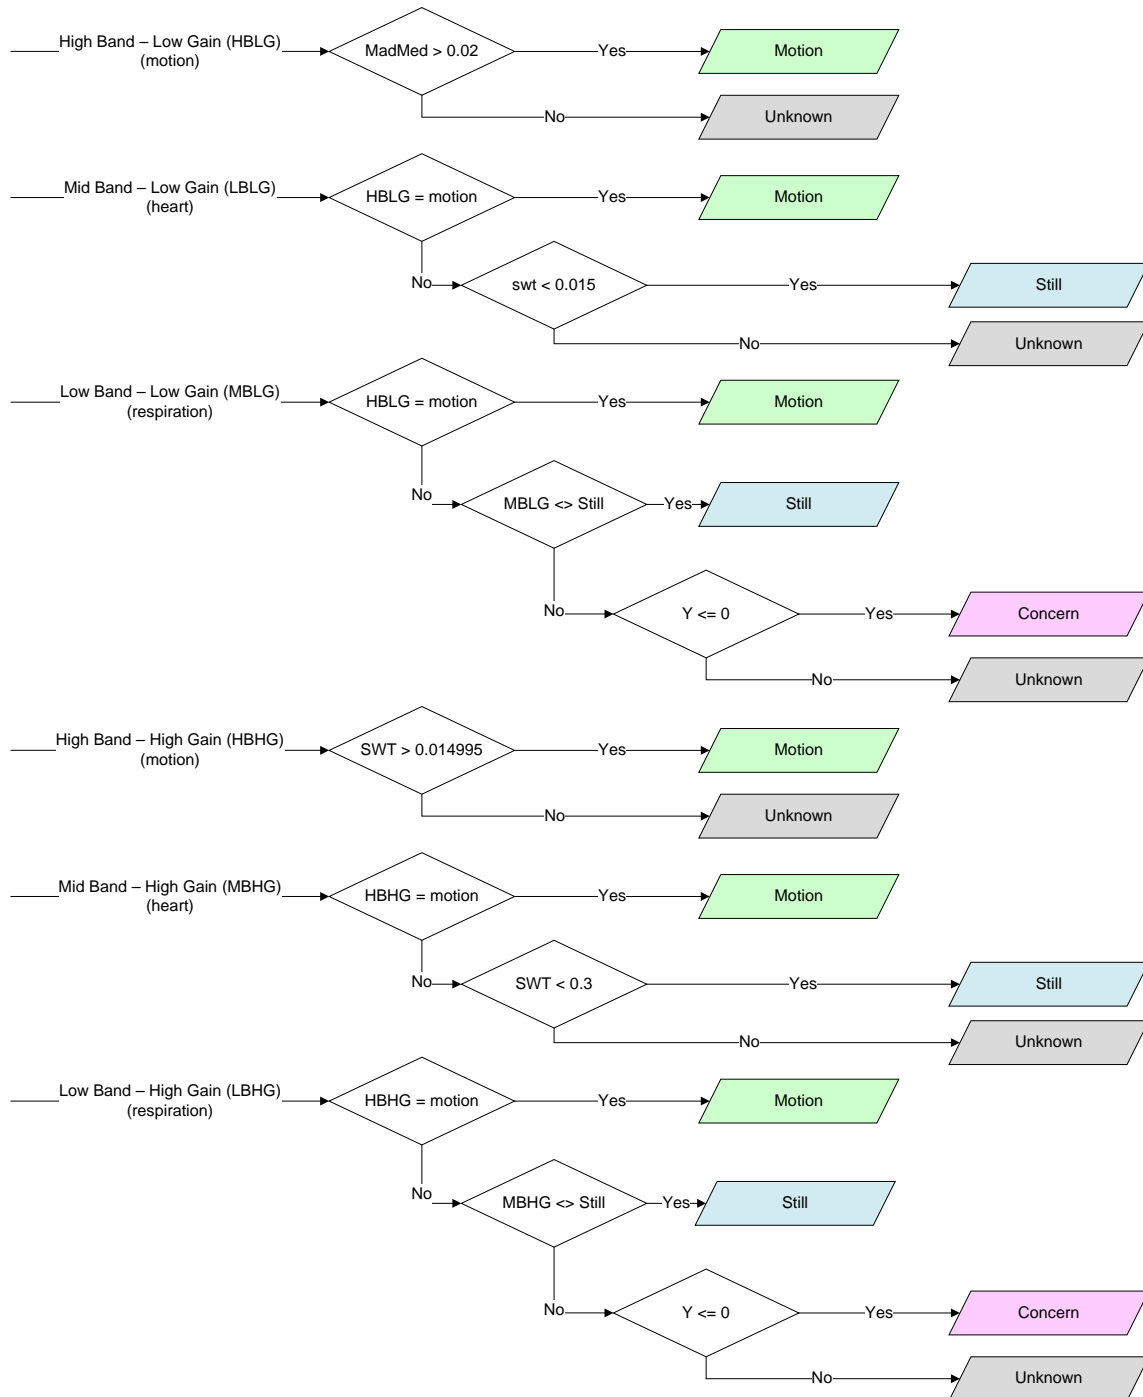 High Band – Low Gain (HBLG)
(motion)
MadMed > 0.02
Yes
Motion
No
Unknown
Mid Band – Low Gain (LBLG)
(heart)
HBLG = motion
Yes
Motion
No
swt < 0.015
Yes
Still
No
Unknown
Low Band – Low Gain (MBLG)
(respiration)
HBLG = motion
Yes
Motion
No
MBLG <> Still
Yes
Still
No
Y <= 0
Yes
Concern
No
Unknown
High Band – High Gain (HBHG)
(motion)
SWT > 0.014995
Yes
Motion
No
Unknown
Mid Band – High Gain (MBHG)
(heart)
HBHG = motion
Yes
Motion
No
SWT < 0.3
Yes
Still
No
Unknown
Low Band – High Gain (LBHG)
(respiration)
HBHG = motion
Yes
Motion
No
MBHG <> Still
Yes
Still
No
Y <= 0
Yes
Concern
No
Unknown